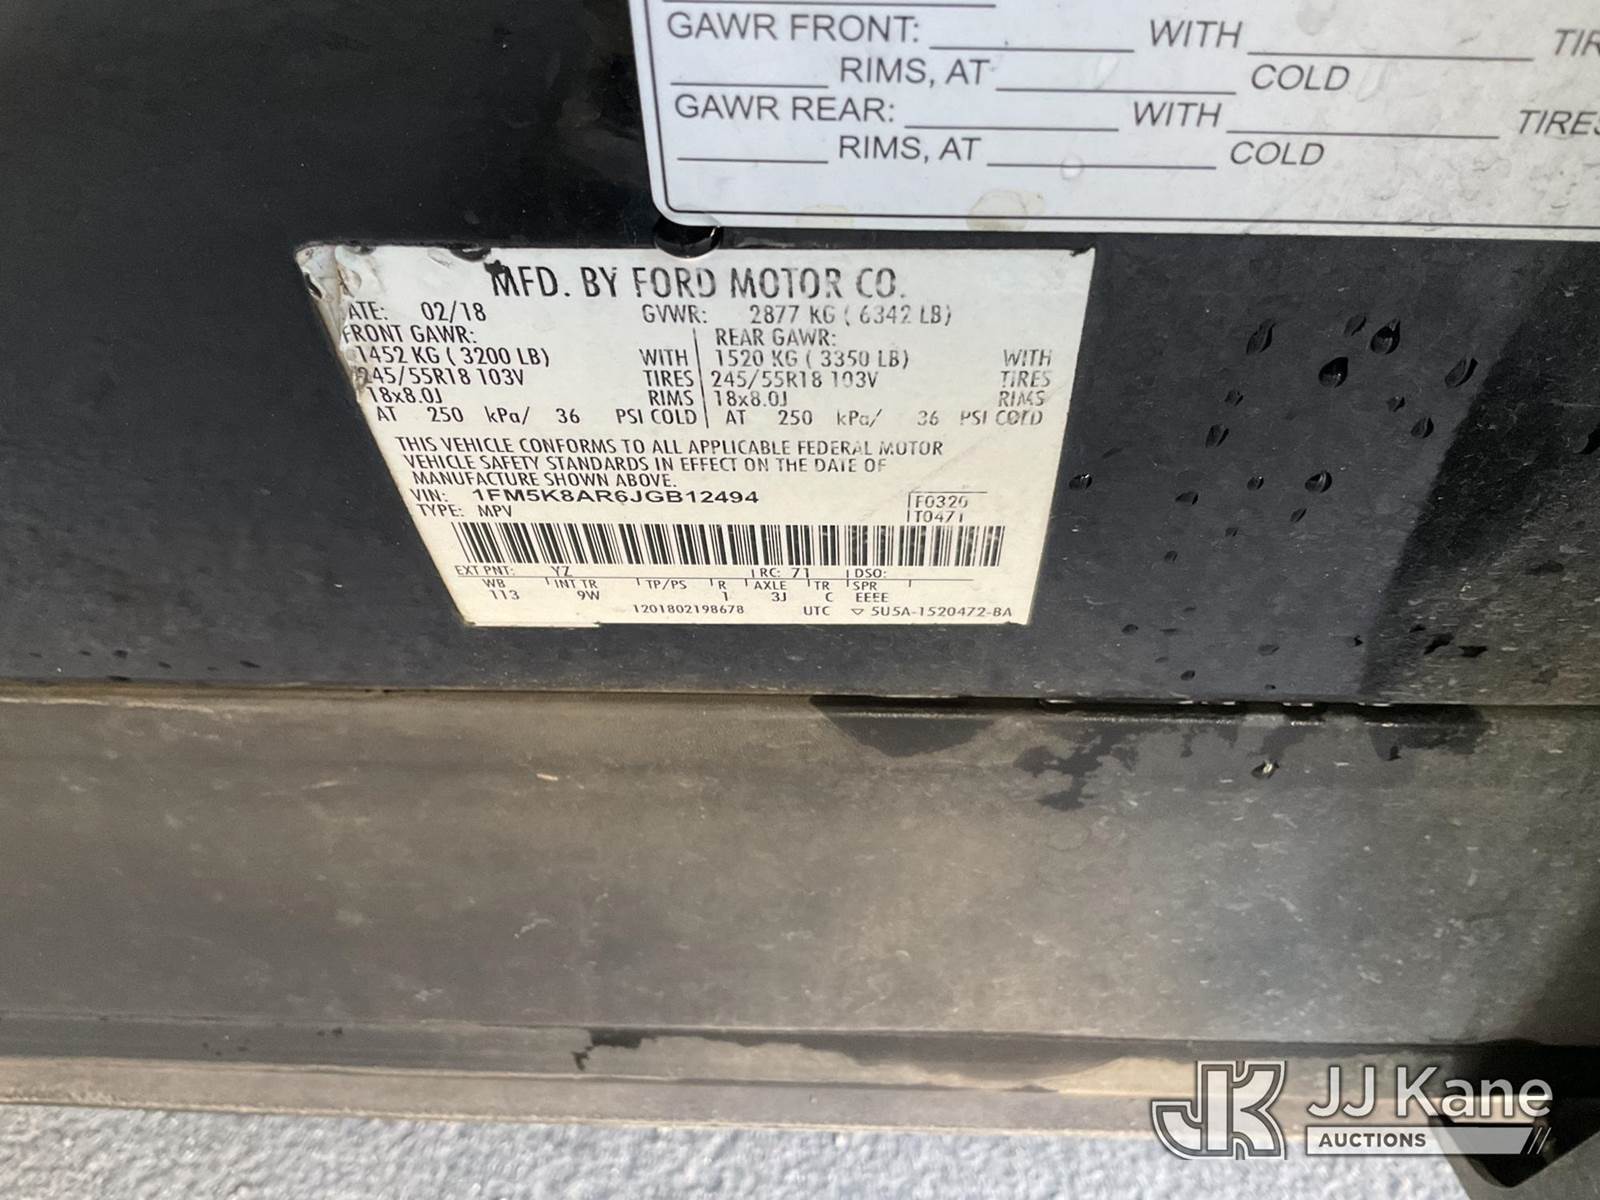 GAWR FRONT: WITH
RIMS, AT COLD
GAWR REAR: WITH TIRES
RIMS, AT COLD
MFD. BY FORD MOTOR CO.
ATE: 02/18 GVWR: 2877 KG ( 6342 LB)
FRONT GAWR: REAR GAWR:
1452 KG ( 3200 LB) WITH 1520 KG ( 3350 LB) WITH
245/55R18 103V TIRES 245/55R18 103V TIRES
18x8.0J RIMS 18x8.0J RIMS
AT 250 kPa/ 36 PSI COLD AT 250 kPa/ 36 PSI COLD
THIS VEHICLE CONFORMS TO ALL APPLICABLE FEDERAL MOTOR
VEHICLE SAFETY STANDARDS IN EFFECT ON THE DATE OF
MANUFACTURE SHOWN ABOVE.
VIN: 1FM5K8AR6JGB12494 F0320
TYPE: MPV T0471
EXT PNT: YZ RC: 71 DSO:
WB INT TR TP/PS R AXLE TR SPR
113 9W 1 3J C EEEE
1201802198678 UTC ▽ 5U5A-1520472-BA
JK JJ Kane
AUCTIONS